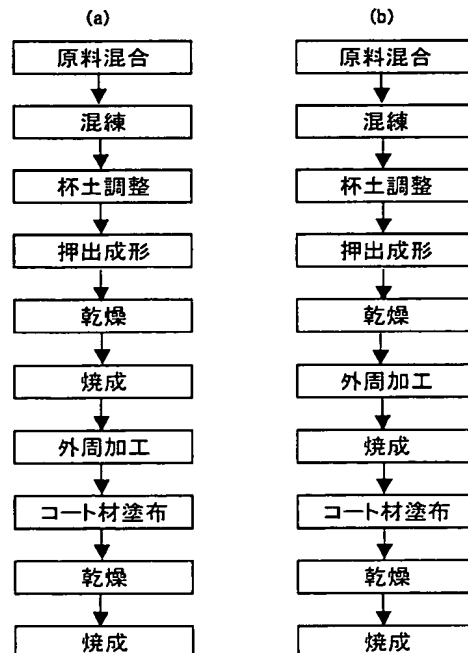 (a)
原料混合
混練
杯土調整
押出成形
乾燥
焼成
外周加工
コート材塗布
乾燥
焼成
(b)
原料混合
混練
杯土調整
押出成形
乾燥
外周加工
焼成
コート材塗布
乾燥
焼成